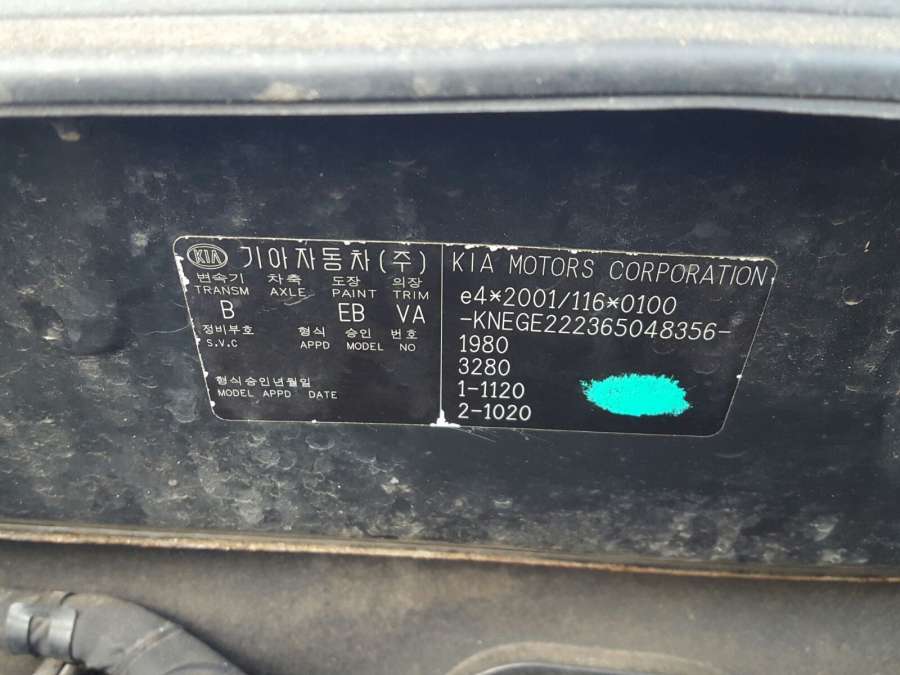 KIA 기아자동차(주)
변속기 차축 도장 의장
TRANSM AXLE PAINT TRIM
B EB VA
정비부호 형식 승인 번호
S.V.C APPD MODEL NO
형식승인년월일
MODEL APPD DATE
KIA MOTORS CORPORATION
e4*2001/116*0100
-KNEGE222365048356-
1980
3280
1-1120
2-1020